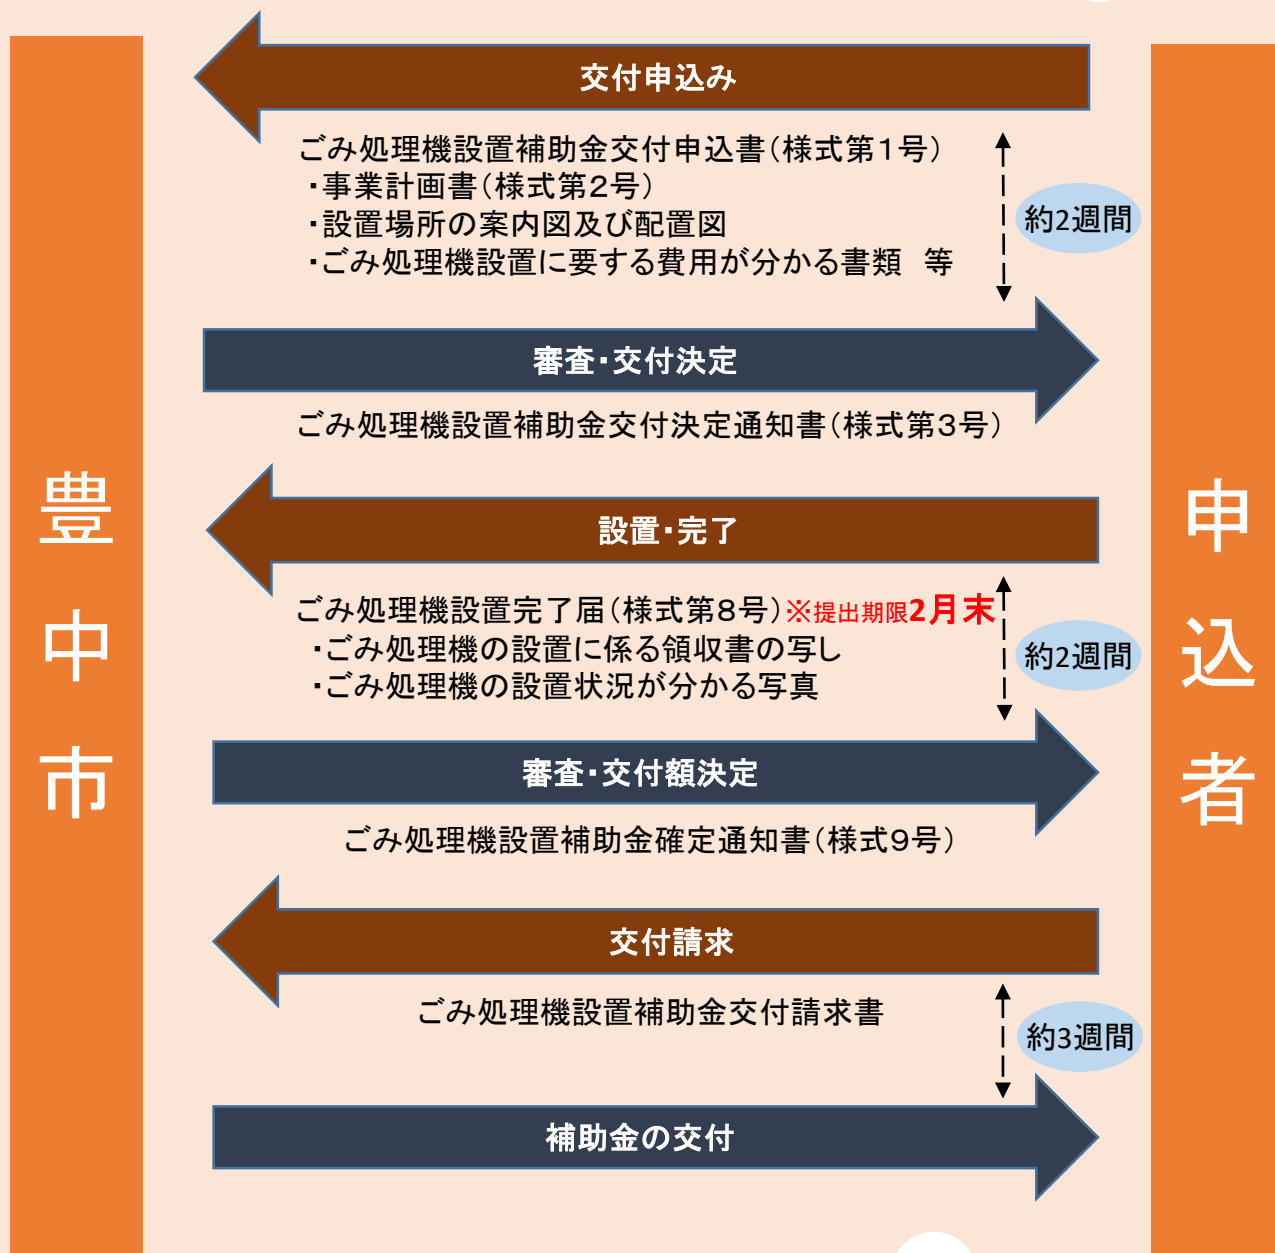 交付申込み
ごみ処理機設置補助金交付申込書(様式第1号)
・事業計画書(様式第2号)
・設置場所の案内図及び配置図
・ごみ処理機設置に要する費用が分かる書類　等
約2週間
審査・交付決定
ごみ処理機設置補助金交付決定通知書(様式第3号)
設置・完了
ごみ処理機設置完了届(様式第8号)※提出期限2月末
・ごみ処理機の設置に係る領収書の写し
・ごみ処理機の設置状況が分かる写真
約2週間
審査・交付額決定
ごみ処理機設置補助金確定通知書(様式9号)
交付請求
ごみ処理機設置補助金交付請求書
約3週間
補助金の交付
豊中市
申込者